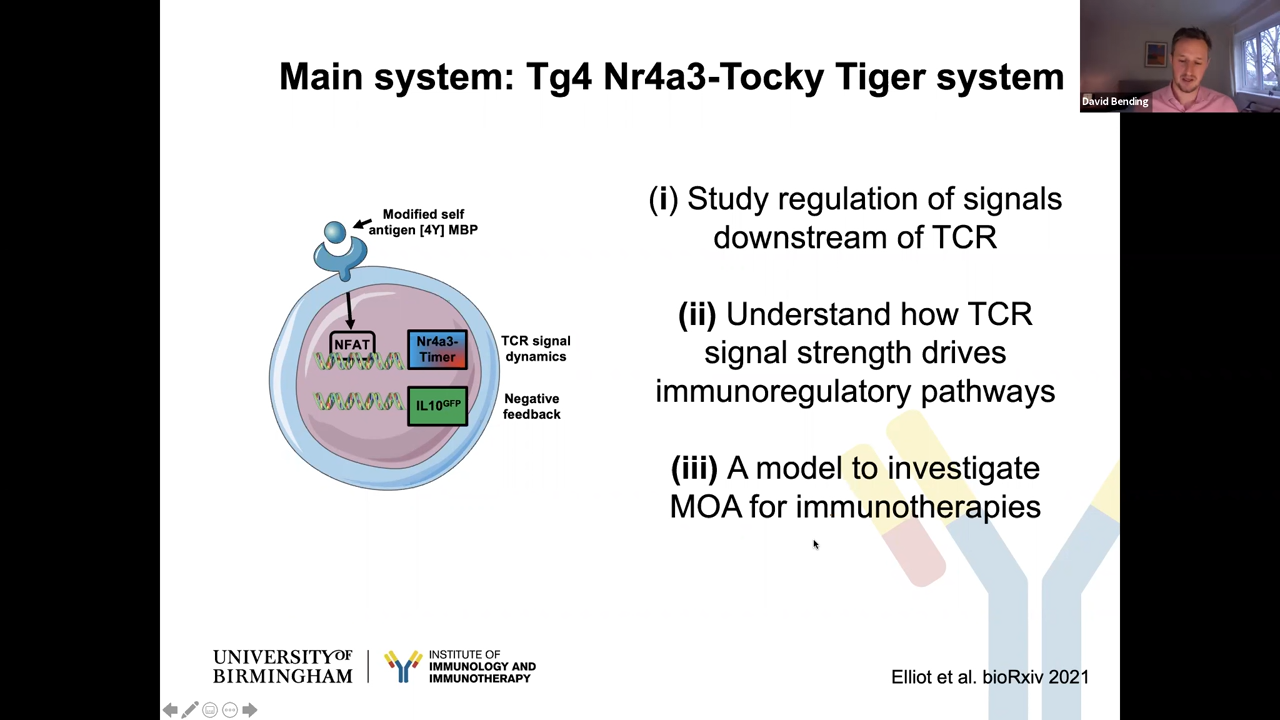 Main system: Tg4 Nr4a3-Tocky Tiger system
David Bending
Modified self
antigen [4Y] MBP
NFAT
Nr4a3-
Timer
TCR signal
dynamics
IL10GFP
Negative
feedback
(i) Study regulation of signals
downstream of TCR
(ii) Understand how TCR
signal strength drives
immunoregulatory pathways
(iii) A model to investigate
MOA for immunotherapies
UNIVERSITYOF
BIRMINGHAM
INSTITUTE OF
IMMUNOLOGY AND
IMMUNOTHERAPY
Elliot et al. bioRxiv 2021